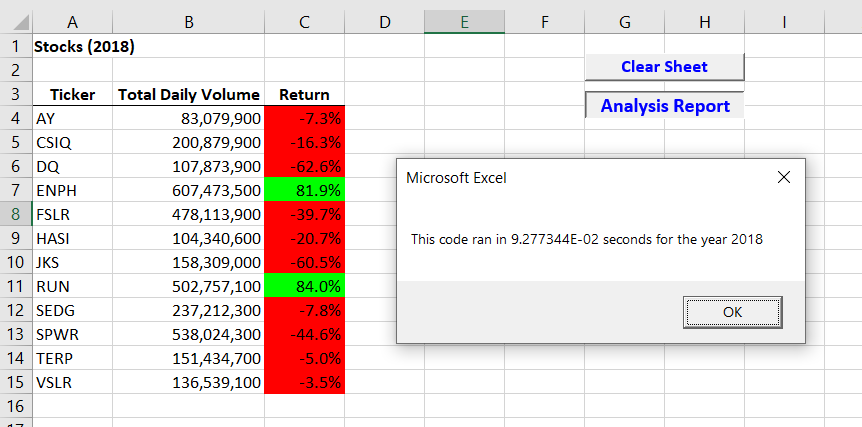 A B C D E F G H I
1 Stocks (2018)
2 Clear Sheet
3 Ticker Total Daily Volume Return
Analysis Report
4 AY 83,079,900 -7.3%
5 CSIQ 200,879,900 -16.3%
6 DQ 107,873,900 -62.6%
7 ENPH 607,473,500 81.9%
8 FSLR 478,113,900 -39.7%
9 HASI 104,340,600 -20.7%
10 JKS 158,309,000 -60.5%
11 RUN 502,757,100 84.0%
12 SEDG 237,212,300 -7.8%
13 SPWR 538,024,300 -44.6%
14 TERP 151,434,700 -5.0%
15 VSLR 136,539,100 -3.5%
16
17
Microsoft Excel
This code ran in 9.277344E-02 seconds for the year 2018
OK